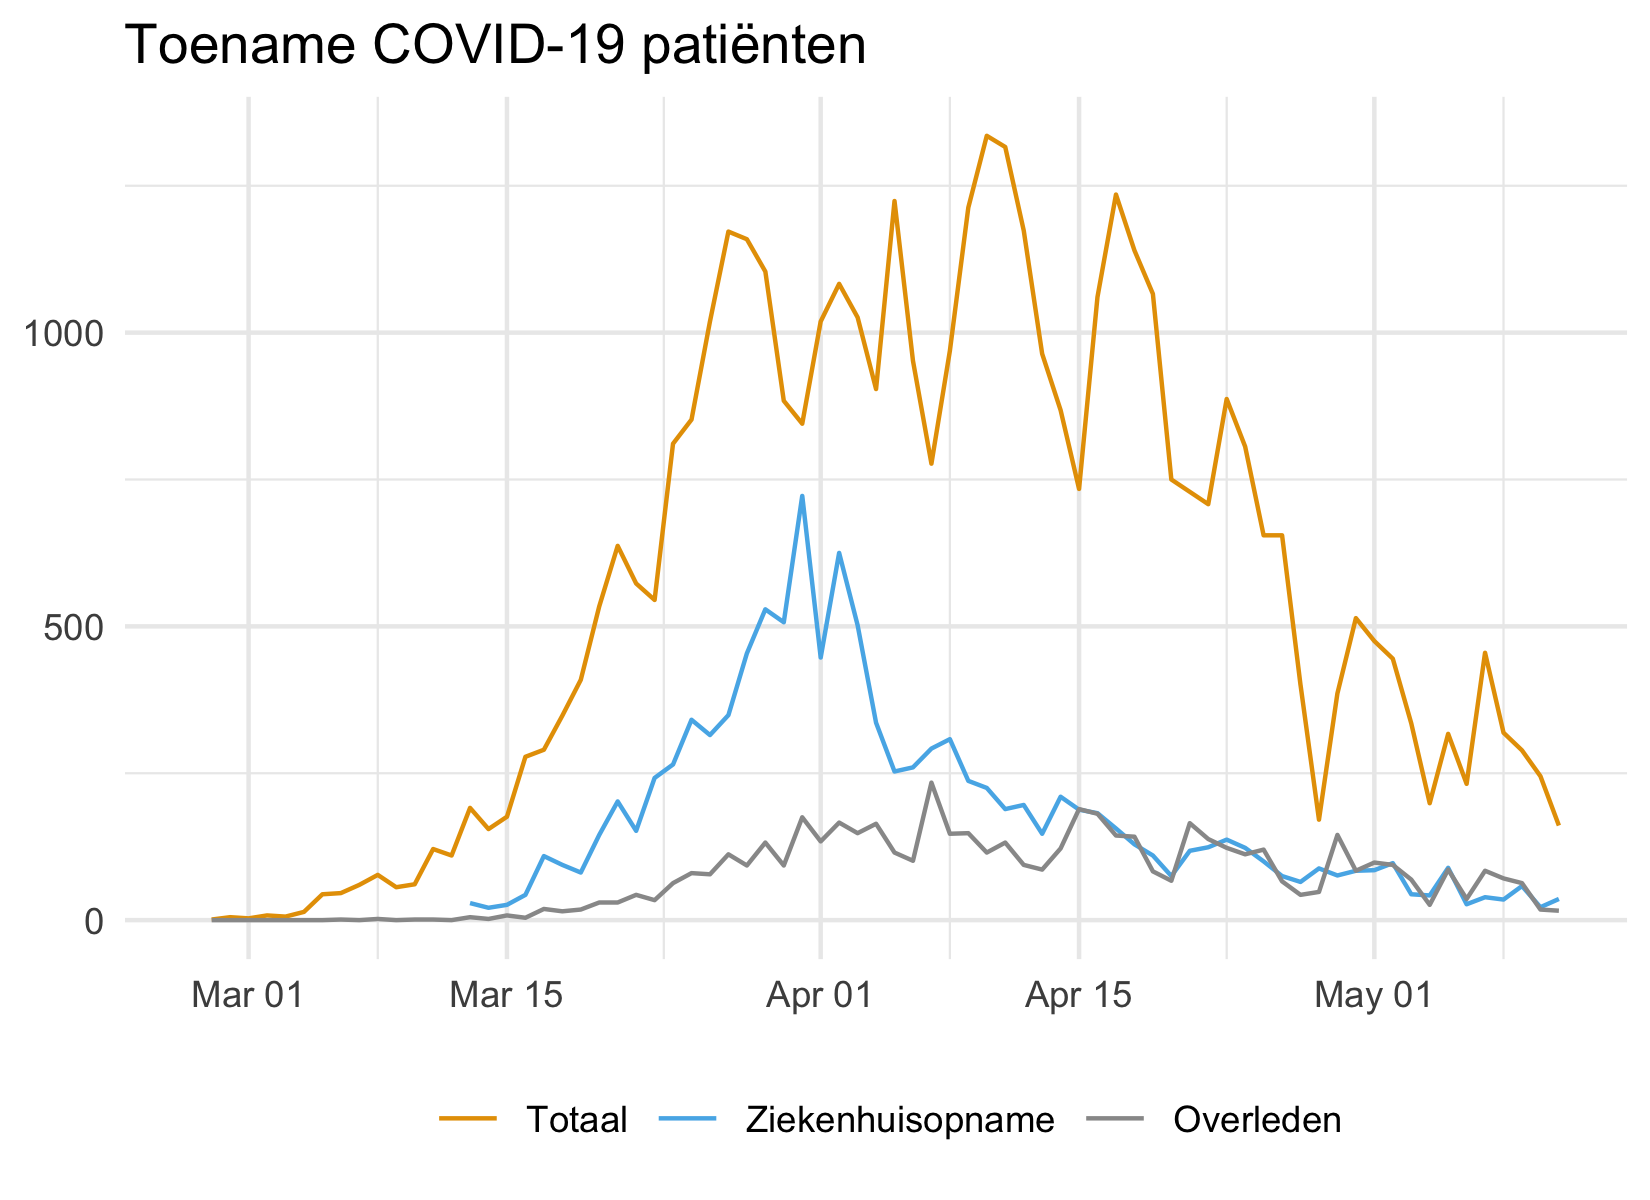 Toename COVID-19 patiënten
1000
500
0
Mar 01 Mar 15 Apr 01 Apr 15 May 01
Totaal Ziekenhuisopname Overleden